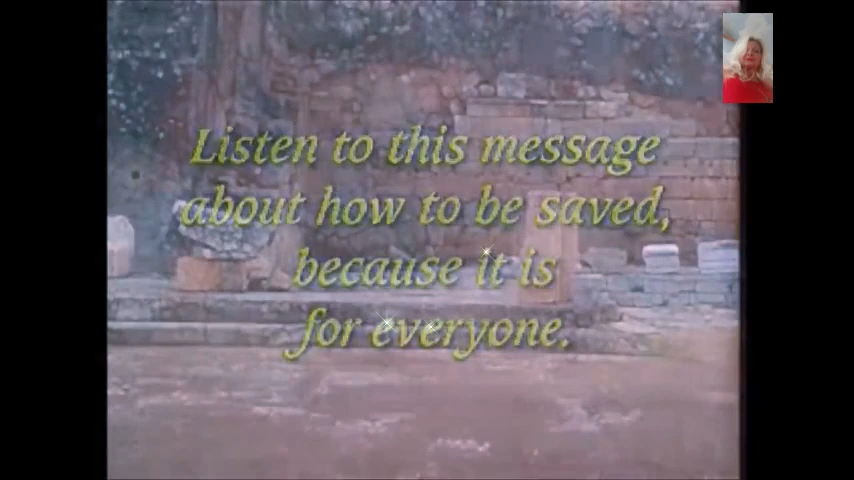 Listen to this message
about how to be saved,
because it is
for everyone.